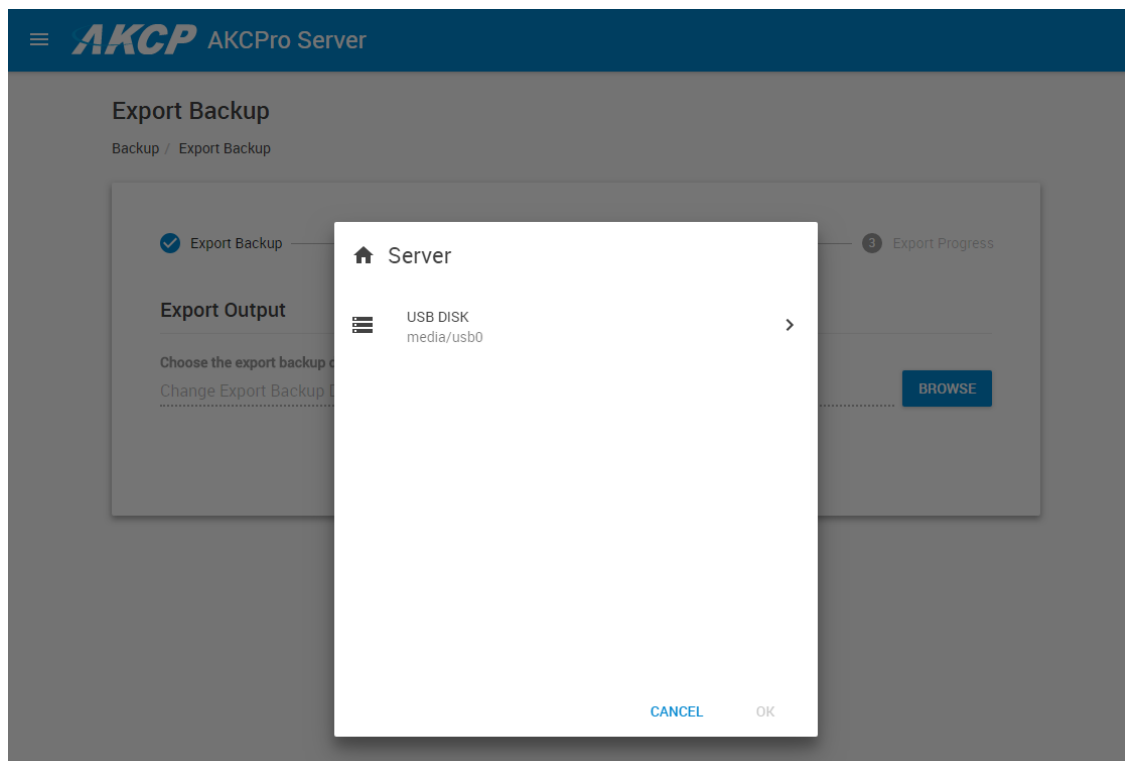 AKCP AKCPro Server
Export Backup
Backup / Export Backup
Export Backup
3 Export Progress
Server
Export Output
USB DISK
media/usb0
Choose the export backup
Change Export Backup
BROWSE
CANCEL OK